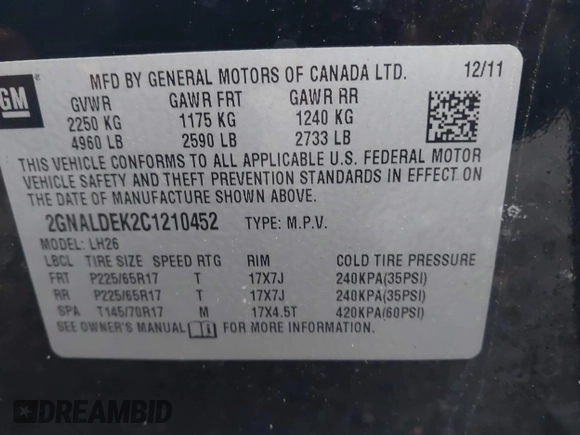 GM
®
MFD BY GENERAL MOTORS OF CANADA LTD. 12/11
GVWR GAWR FRT GAWR RR
2250 KG 1175 KG 1240 KG
4960 LB 2590 LB 2733 LB
THIS VEHICLE CONFORMS TO ALL APPLICABLE U.S. FEDERAL MOTOR
VEHICLE SAFETY AND THEFT PREVENTION STANDARDS IN EFFECT ON
THE DATE OF MANUFACTURE SHOWN ABOVE.
2GNALDEK2C1210452 TYPE: M.P.V.
MODEL: LH26
LBCL TIRE SIZE SPEED RTG RIM COLD TIRE PRESSURE
FRT P225/65R17 T 17X7J 240KPA(35PSI)
RR P225/65R17 T 17X7J 240KPA(35PSI)
SPA T145/70R17 M 17X4.5T 420KPA(60PSI)
SEE OWNER'S MANUAL FOR MORE INFORMATION.
DREAMBID